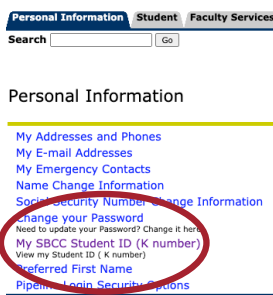 Personal Information Student Faculty Services
Search Go
Personal Information
My Addresses and Phones
My E-mail Addresses
My Emergency Contacts
Name Change Information
Social Security Number Change Information
Change your Password
Need to update your Password? Change it here
My SBCC Student ID (K number)
View my Student ID ( K number)
Preferred First Name
Pipeline Login Security Options